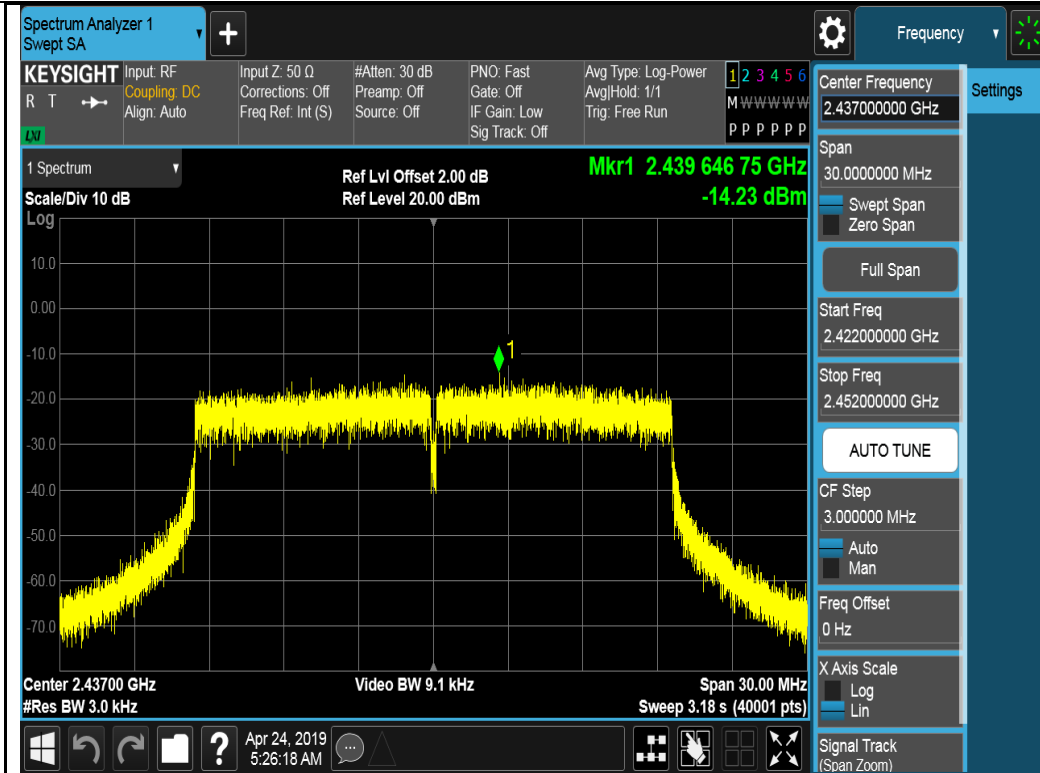 Spectrum Analyzer 1
Swept SA
+
Frequency
KEYSIGHT
R T
LXI
Input: RF
Coupling: DC
Align: Auto
Input Z: 50 Ω
Corrections: Off
Freq Ref: Int (S)
#Atten: 30 dB
Preamp: Off
Source: Off
PNO: Fast
Gate: Off
IF Gain: Low
Sig Track: Off
Avg Type: Log-Power
Avg|Hold: 1/1
Trig: Free Run
1 2 3 4 5 6
M W W W W W
P P P P P P
1 Spectrum
Scale/Div 10 dB
Log
Ref Lvl Offset 2.00 dB
Ref Level 20.00 dBm
Mkr1 2.439 646 75 GHz
-14.23 dBm
10.0
0.00
-10.0
-20.0
-30.0
-40.0
-50.0
-60.0
-70.0
1
Center 2.43700 GHz
#Res BW 3.0 kHz
Video BW 9.1 kHz
Span 30.00 MHz
Sweep 3.18 s (40001 pts)
?
Apr 24, 2019
5:26:18 AM
Center Frequency
2.437000000 GHz
Settings
Span
30.0000000 MHz
Swept Span
Zero Span
Full Span
Start Freq
2.422000000 GHz
Stop Freq
2.452000000 GHz
AUTO TUNE
CF Step
3.000000 MHz
Auto
Man
Freq Offset
0 Hz
X Axis Scale
Log
Lin
Signal Track
(Span Zoom)